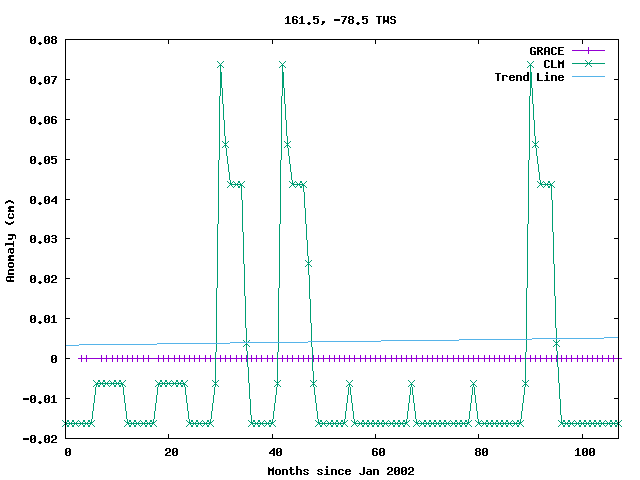 161.5, -78.5 TWS
GRACE
CLM
Trend Line
0.08
0.07
0.06
0.05
0.04
0.03
0.02
0.01
0
-0.01
-0.02
Anomaly (cm)
0 20 40 60 80 100
Months since Jan 2002